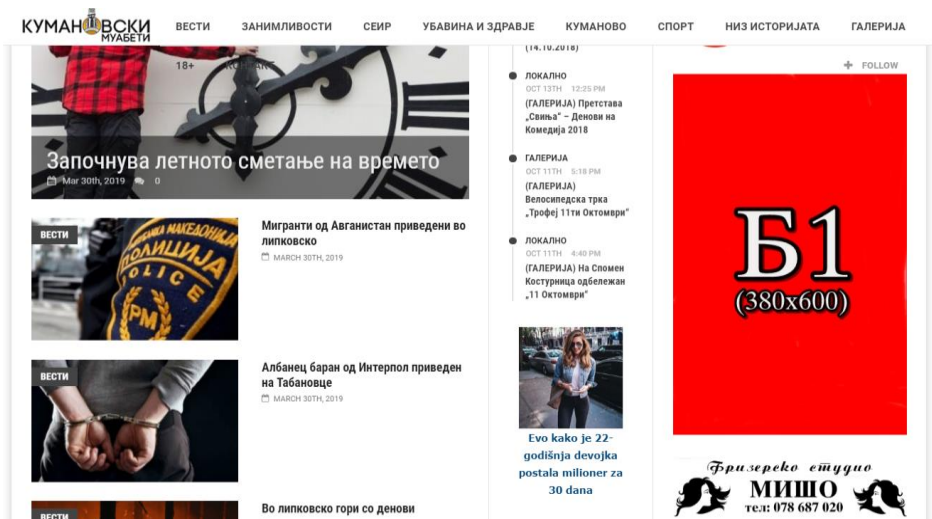 КУМАНОВСКИ
МУАБЕТИ
ВЕСТИ
ЗАНИМЛИВОСТИ
СЕИР
УБАВИНА И ЗДРАВЈЕ
КУМАНОВО
СПОРТ
НИЗ ИСТОРИЈАТА
ГАЛЕРИЈА
18+
Започнува летното сметање на времето
Mar 30th, 2019
0
ВЕСТИ
ПОЛИЦИЈА
POLICE
PM
Мигранти од Авганистан приведени во
липковско
MARCH 30TH, 2019
ВЕСТИ
Албанец баран од Интерпол приведен
на Табановце
MARCH 30TH, 2019
ВЕСТИ
Во липковско гори со денови
(14.10.2018)
ЛОКАЛНО
OCT 13TH 12:25 PM
(ГАЛЕРИЈА) Претстава
„Свиња“ – Денови на
Комедија 2018
ГАЛЕРИЈА
OCT 11TH 5:18 PM
(ГАЛЕРИЈА)
Велосипедска трка
„Трофеј 11ти Октомври“
ЛОКАЛНО
OCT 11TH 4:40 PM
(ГАЛЕРИЈА) На Спомен
Костурница одбележан
„11 Октомври“
Evo kako je 22-
godišnja devojka
postala milioner za
30 dana
FOLLOW
Б1
(380x600)
Фризерско студио
МИШО
тел: 078 687 020